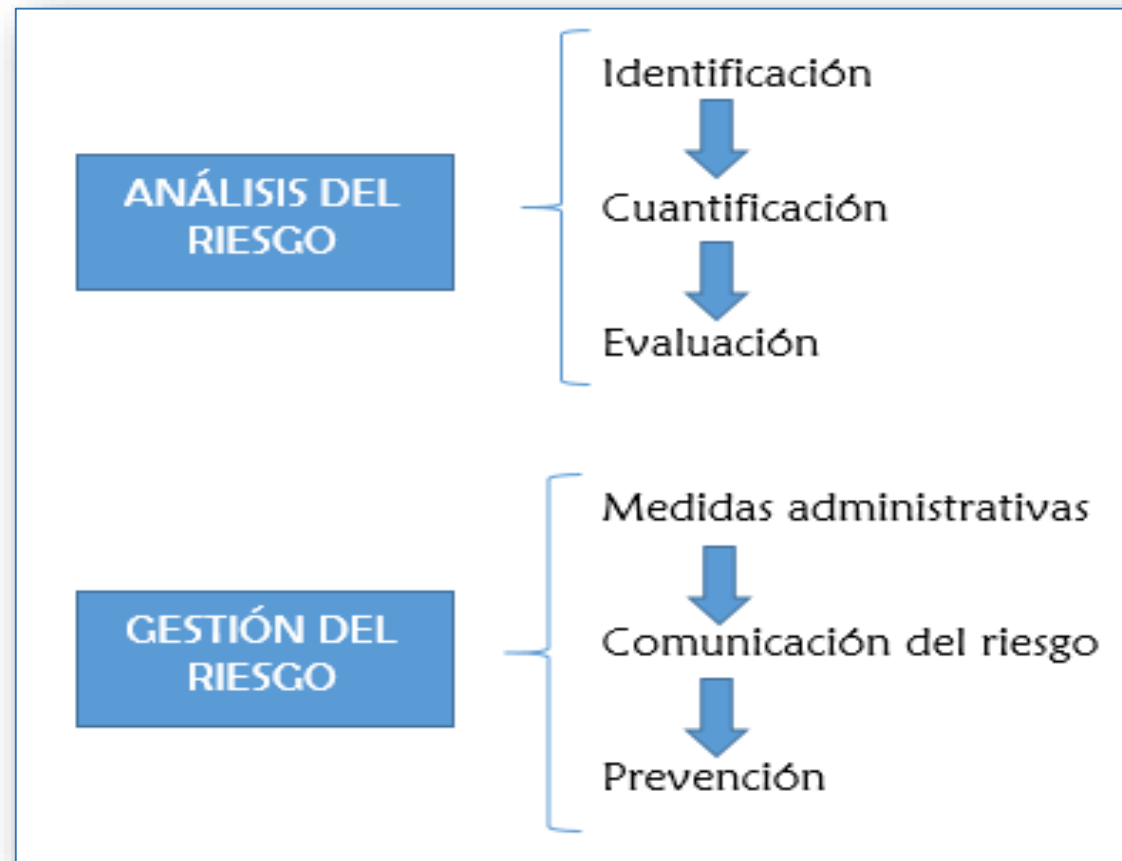 Identificación
ANÁLISIS DEL
RIESGO
Cuantificación
Evaluación
Medidas administrativas
GESTIÓN DEL
RIESGO
Comunicación del riesgo
Prevención